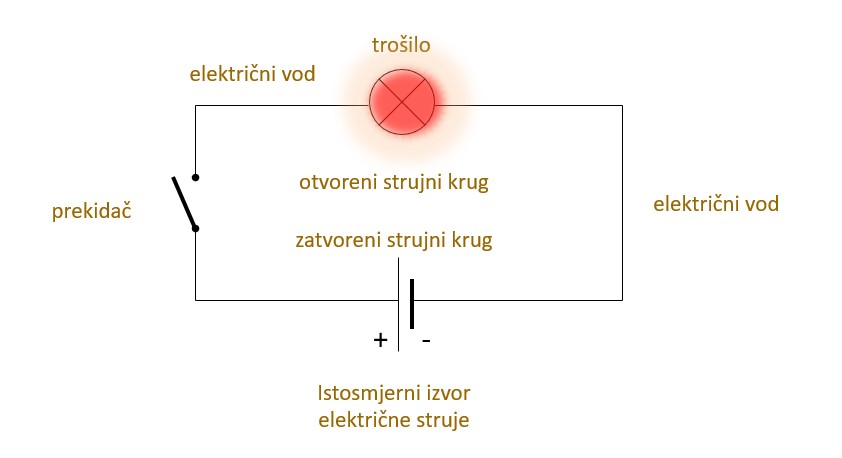 trošilo
električni vod
otvoreni strujni krug
prekidač
električni vod
zatvoreni strujni krug
+ -
Istosmjerni izvor
električne struje